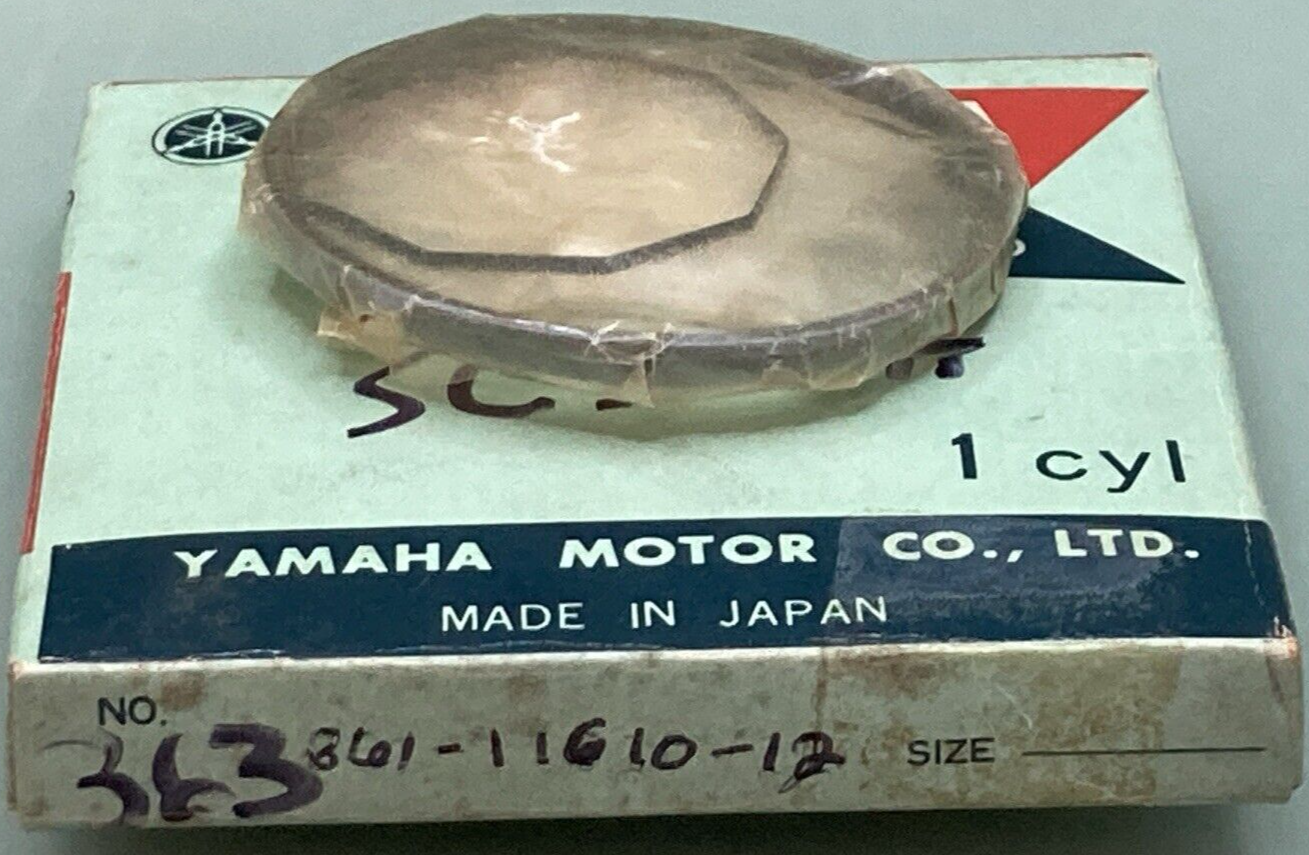 1 cyl
YAMAHA MOTOR CO., LTD.
MADE IN JAPAN
NO. 363 361-11610-12 SIZE